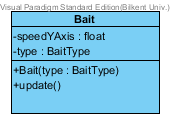 Visual Paradigm Standard Edition(Bilkent Univ.)
Bait
-speedYAxis : float
-type : BaitType
+Bait(type : BaitType)
+update()